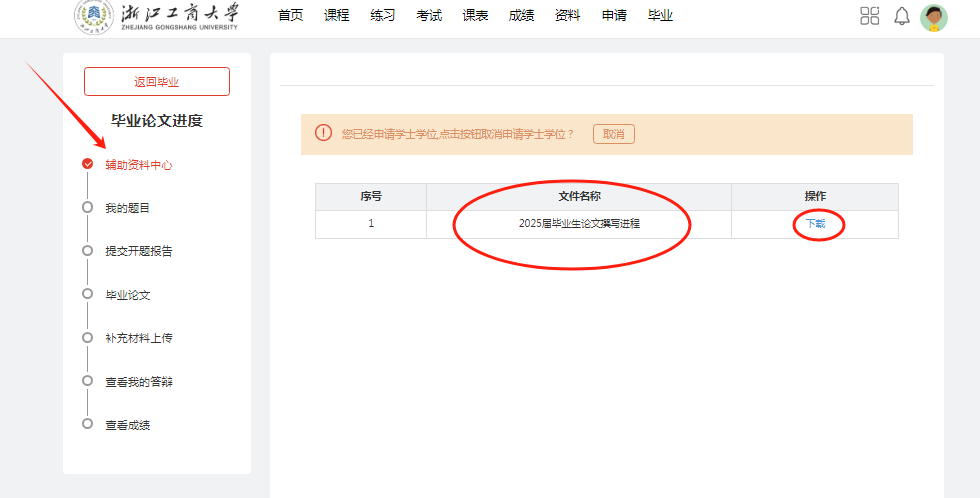 浙江工商大学
ZHEJIANG GONGSHANG UNIVERSITY
首页 课程 练习 考试 课表 成绩 资料 申请 毕业
返回毕业
毕业论文进度
辅助资料中心
我的题目
提交开题报告
毕业论文
补充材料上传
查看我的答辩
查看成绩
您已经申请学士学位,点击按钮取消申请学士学位？ 取消
序号 文件名称 操作
1 2025届毕业生论文撰写进程 下载